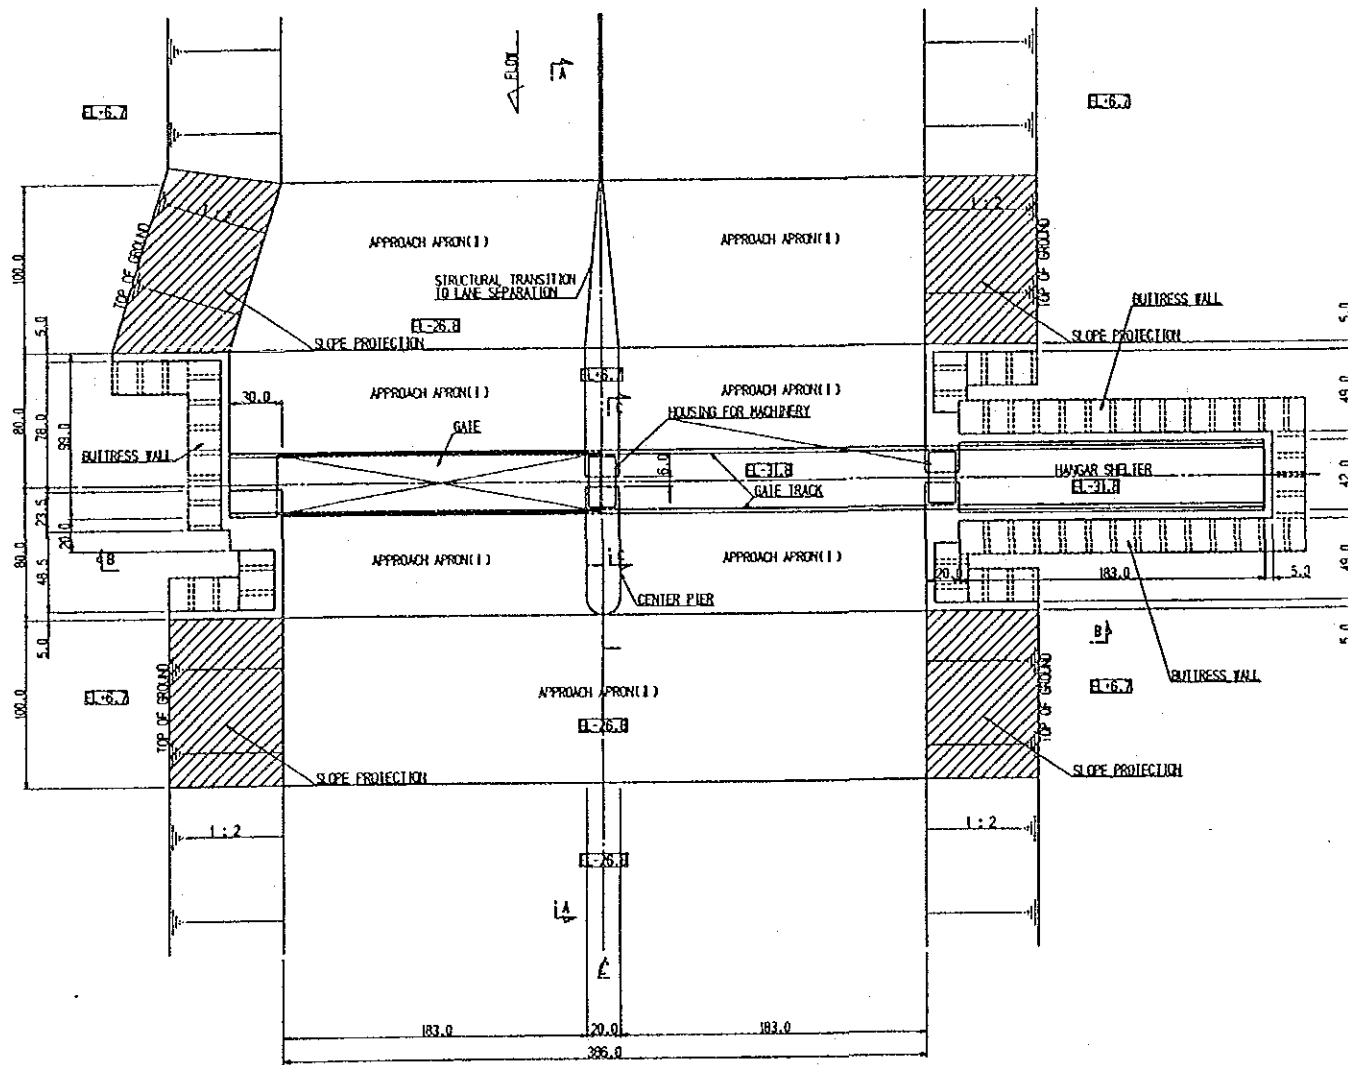 FLOW
A
EL+6.7
EL+6.7
1:2
1:2
TOP OF GROUND
TOP OF GROUND
100.0
APPROACH APRON(I)
APPROACH APRON(I)
STRUCTURAL TRANSITION
TO LANE SEPARATION
BUTTRESS WALL
EL-26.8
SLOPE PROTECTION
SLOPE PROTECTION
5.0
5.0
EL+6.7
APPROACH APRON(I)
APPROACH APRON(I)
30.0
HOUSING FOR MACHINERY
C
80.0
78.0
99.0
49.0
GATE
BUTTRESS WALL
EL-31.8
6.0
HANGAR SHELTER
EL-31.8
GATE TRACK
42.0
23.5
20.0
B
80.0
48.5
APPROACH APRON(I)
APPROACH APRON(I)
C
20.0
183.0
5.0
49.0
CENTER PIER
5.0
5.0
B
EL+6.7
EL+6.7
TOP OF GROUND
TOP OF GROUND
BUTTRESS WALL
100.0
APPROACH APRON(I)
EL-26.8
SLOPE PROTECTION
SLOPE PROTECTION
1:2
1:2
EL-26.8
A
183.0
20.0
183.0
386.0